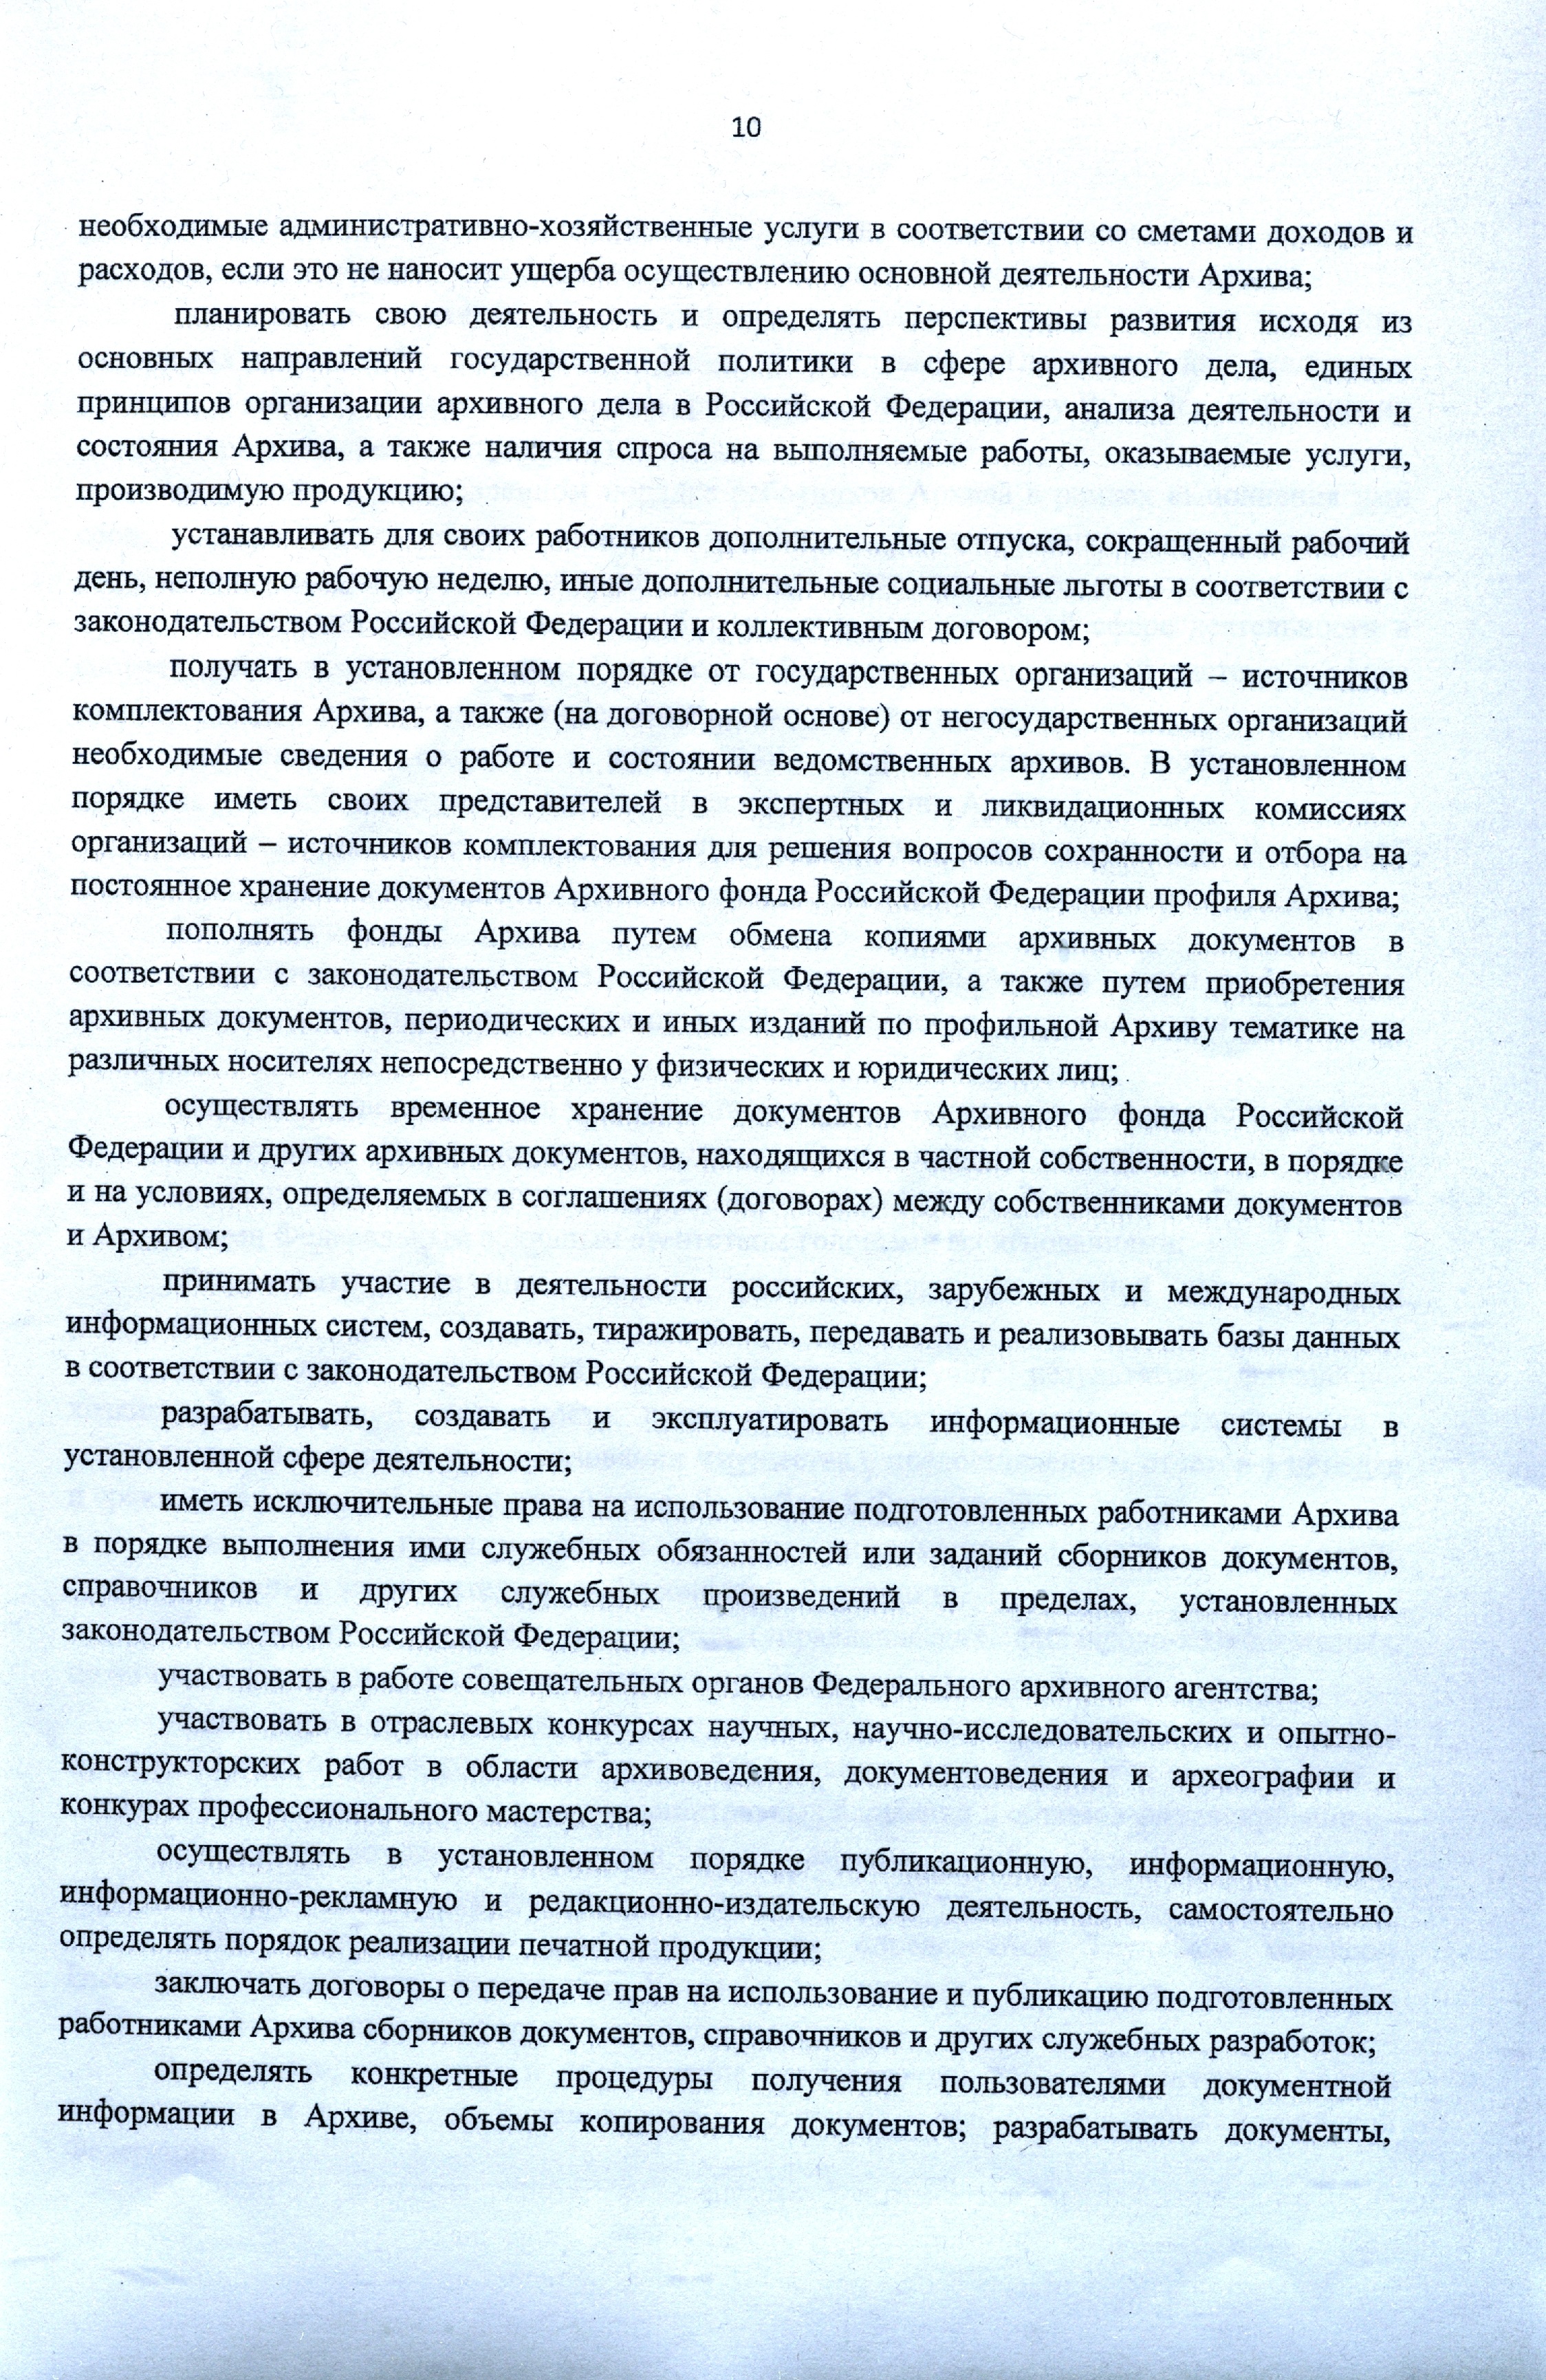 10
необходимые административно-хозяйственные услуги в соответствии со сметами доходов и
расходов, если это не наносит ущерба осуществлению основной деятельности Архива;
планировать свою деятельность и определять перспективы развития исходя из
основных направлений государственной политики в сфере архивного дела, единых
принципов организации архивного дела в Российской Федерации, анализа деятельности и
состояния Архива, а также наличия спроса на выполняемые работы, оказываемые услуги,
производимую продукцию;
устанавливать для своих работников дополнительные отпуска, сокращенный рабочий
день, неполную рабочую неделю, иные дополнительные социальные льготы в соответствии с
законодательством Российской Федерации и коллективным договором;
получать в установленном порядке от государственных организаций – источников
комплектования Архива, а также (на договорной основе) от негосударственных организаций
необходимые сведения о работе и состоянии ведомственных архивов. В установленном
порядке иметь своих представителей в экспертных и ликвидационных комиссиях
организаций – источников комплектования для решения вопросов сохранности и отбора на
постоянное хранение документов Архивного фонда Российской Федерации профиля Архива;
пополнять фонды Архива путем обмена копиями архивных документов в
соответствии с законодательством Российской Федерации, а также путем приобретения
архивных документов, периодических и иных изданий по профильной Архиву тематике на
различных носителях непосредственно у физических и юридических лиц;
осуществлять временное хранение документов Архивного фонда Российской
Федерации и других архивных документов, находящихся в частной собственности, в порядке
и на условиях, определяемых в соглашениях (договорах) между собственниками документов
и Архивом;
принимать участие в деятельности российских, зарубежных и международных
информационных систем, создавать, тиражировать, передавать и реализовывать базы данных
в соответствии с законодательством Российской Федерации;
разрабатывать, создавать и эксплуатировать информационные системы в
установленной сфере деятельности;
иметь исключительные права на использование подготовленных работниками Архива
в порядке выполнения ими служебных обязанностей или заданий сборников документов,
справочников и других служебных произведений в пределах, установленных
законодательством Российской Федерации;
участвовать в работе совещательных органов Федерального архивного агентства;
участвовать в отраслевых конкурсах научных, научно-исследовательских и опытно-
конструкторских работ в области архивоведения, документоведения и археографии и
конкурах профессионального мастерства;
осуществлять в установленном порядке публикационную, информационную,
информационно-рекламную и редакционно-издательскую деятельность, самостоятельно
определять порядок реализации печатной продукции;
заключать договоры о передаче прав на использование и публикацию подготовленных
работниками Архива сборников документов, справочников и других служебных разработок;
определять конкретные процедуры получения пользователями документной
информации в Архиве, объемы копирования документов; разрабатывать документы,